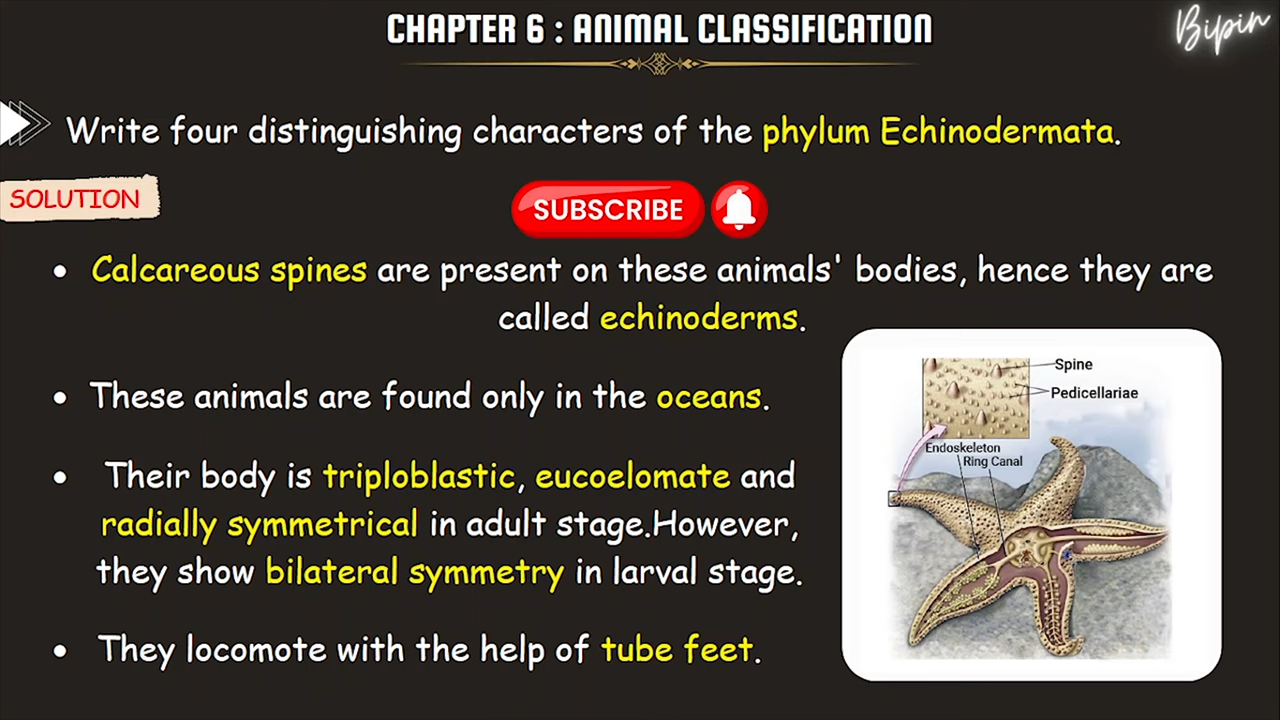 CHAPTER 6 : ANIMAL CLASSIFICATION
Bipin
Write four distinguishing characters of the phylum Echinodermata.
SOLUTION
SUBSCRIBE
• Calcareous spines are present on these animals' bodies, hence they are
called echinoderms.
• These animals are found only in the oceans.
• Their body is triploblastic, eucoelomate and
radially symmetrical in adult stage.However,
they show bilateral symmetry in larval stage.
• They locomote with the help of tube feet.
Spine
Pedicellariae
Endoskeleton
Ring Canal